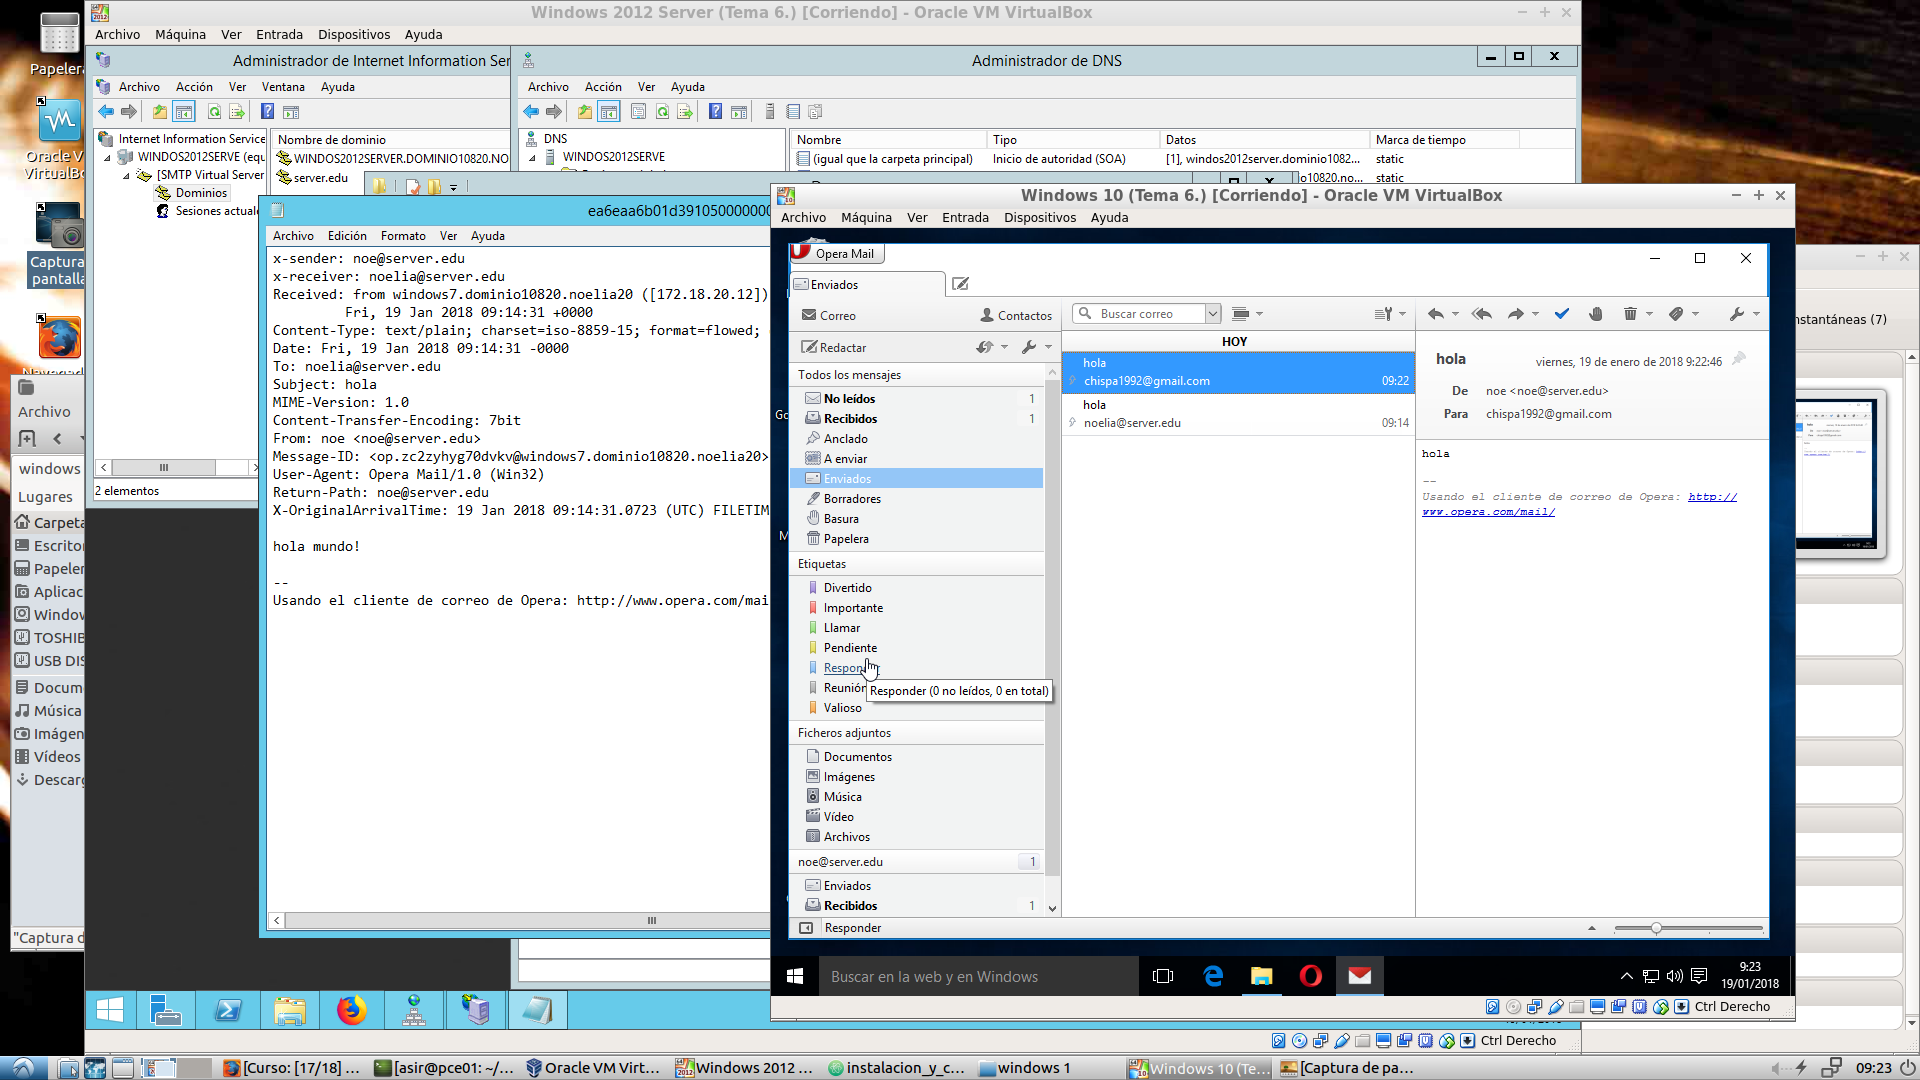 Windows 2012 Server (Tema 6.) [Corriendo] - Oracle VM VirtualBox
Archivo Máquina Ver Entrada Dispositivos Ayuda
Papelera
Oracle V
VirtualB
Captura
pantalla
Administrador de Internet Information Ser
Archivo Acción Ver Ventana Ayuda
Internet Information Service
WINDOS2012SERVE (equ
[SMTP Virtual Server
Dominios
Sesiones actuale
Nombre de dominio
WINDOS2012SERVER.DOMINIO10820.NO
server.edu
2 elementos
Administrador de DNS
Archivo Acción Ver Ayuda
DNS
WINDOS2012SERVE
Nombre Tipo Datos Marca de tiempo
(igual que la carpeta principal) Inicio de autoridad (SOA) [1], windos2012server.dominio1082... static
o10820.no... static
Archivo
windows
Lugares
Carpeta
Escritor
Papeler
Aplicac
Window
TOSHIB
USB DIS
Docum
Música
Imágen
Vídeos
Descarg
"Captura d
ea6eaa6b01d391050000000
Archivo Edición Formato Ver Ayuda
x-sender: noe@server.edu
x-receiver: noelia@server.edu
Received: from windows7.dominio10820.noelia20 ([172.18.20.12])
Fri, 19 Jan 2018 09:14:31 +0000
Content-Type: text/plain; charset=iso-8859-15; format=flowed;
Date: Fri, 19 Jan 2018 09:14:31 -0000
To: noelia@server.edu
Subject: hola
MIME-Version: 1.0
Content-Transfer-Encoding: 7bit
From: noe <noe@server.edu>
Message-ID: <op.zc2zyhyg70dvkv@windows7.dominio10820.noelia20>
User-Agent: Opera Mail/1.0 (Win32)
Return-Path: noe@server.edu
X-OriginalArrivalTime: 19 Jan 2018 09:14:31.0723 (UTC) FILETIM
hola mundo!
--
Usando el cliente de correo de Opera: http://www.opera.com/mai
Windows 10 (Tema 6.) [Corriendo] - Oracle VM VirtualBox
Archivo Máquina Ver Entrada Dispositivos Ayuda
Opera Mail
Enviados
Correo Contactos
Redactar
Todos los mensajes
No leídos 1
Recibidos 1
Anclado
A enviar
Enviados
Borradores
Basura
Papelera
Etiquetas
Divertido
Importante
Llamar
Pendiente
Respon
Reunión
Valioso
Responder (0 no leídos, 0 en total)
Ficheros adjuntos
Documentos
Imágenes
Música
Vídeo
Archivos
noe@server.edu 1
Enviados
Recibidos 1
Responder
Buscar correo
HOY
hola
chispa1992@gmail.com 09:22
hola
noelia@server.edu 09:14
hola viernes, 19 de enero de 2018 9:22:46
De noe <noe@server.edu>
Para chispa1992@gmail.com
hola
--
Usando el cliente de correo de Opera: http://
www.opera.com/mail/
Buscar en la web y en Windows
9:23
19/01/2018
Ctrl Derecho
nstantáneas (7)
Ctrl Derecho
[Curso: [17/18] ... [asir@pce01: ~/... Oracle VM Virt... Windows 2012 ... instalacion_y_c... windows 1 Windows 10 (Te... [Captura de pa... 09:23